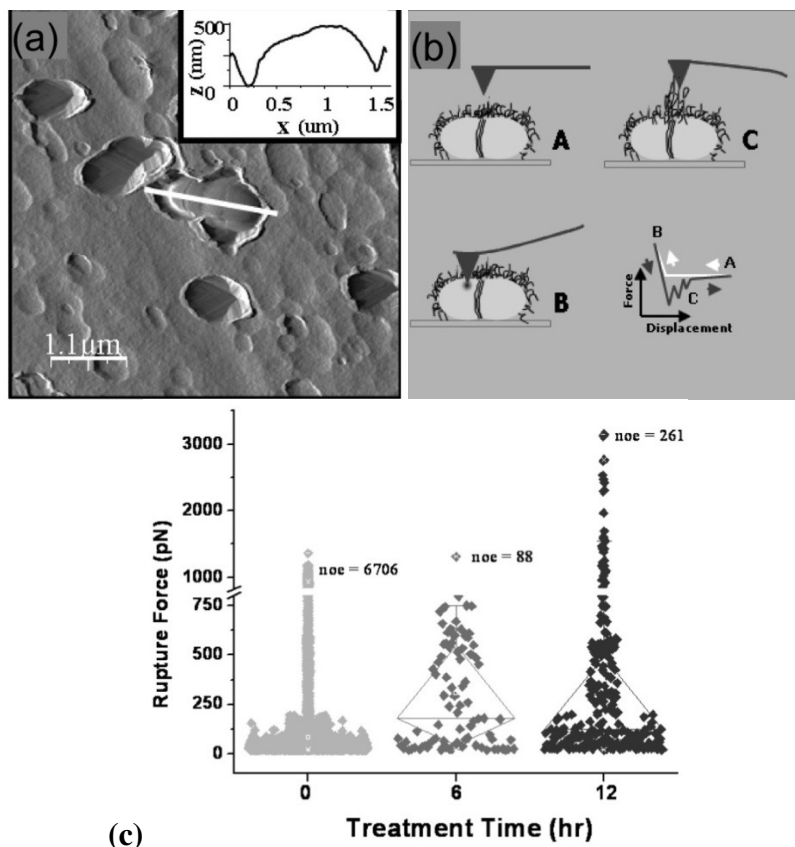 (a)
500
Z (nm)
0
0 0.5 1.0 1.5
X (um)
1.1µm
(b)
A
C
B
B
A
C
Force
Displacement
3000
2000
1000
750
500
250
0
Rupture Force (pN)
noe = 6706
noe = 88
noe = 261
0 6 12
Treatment Time (hr)
(c)